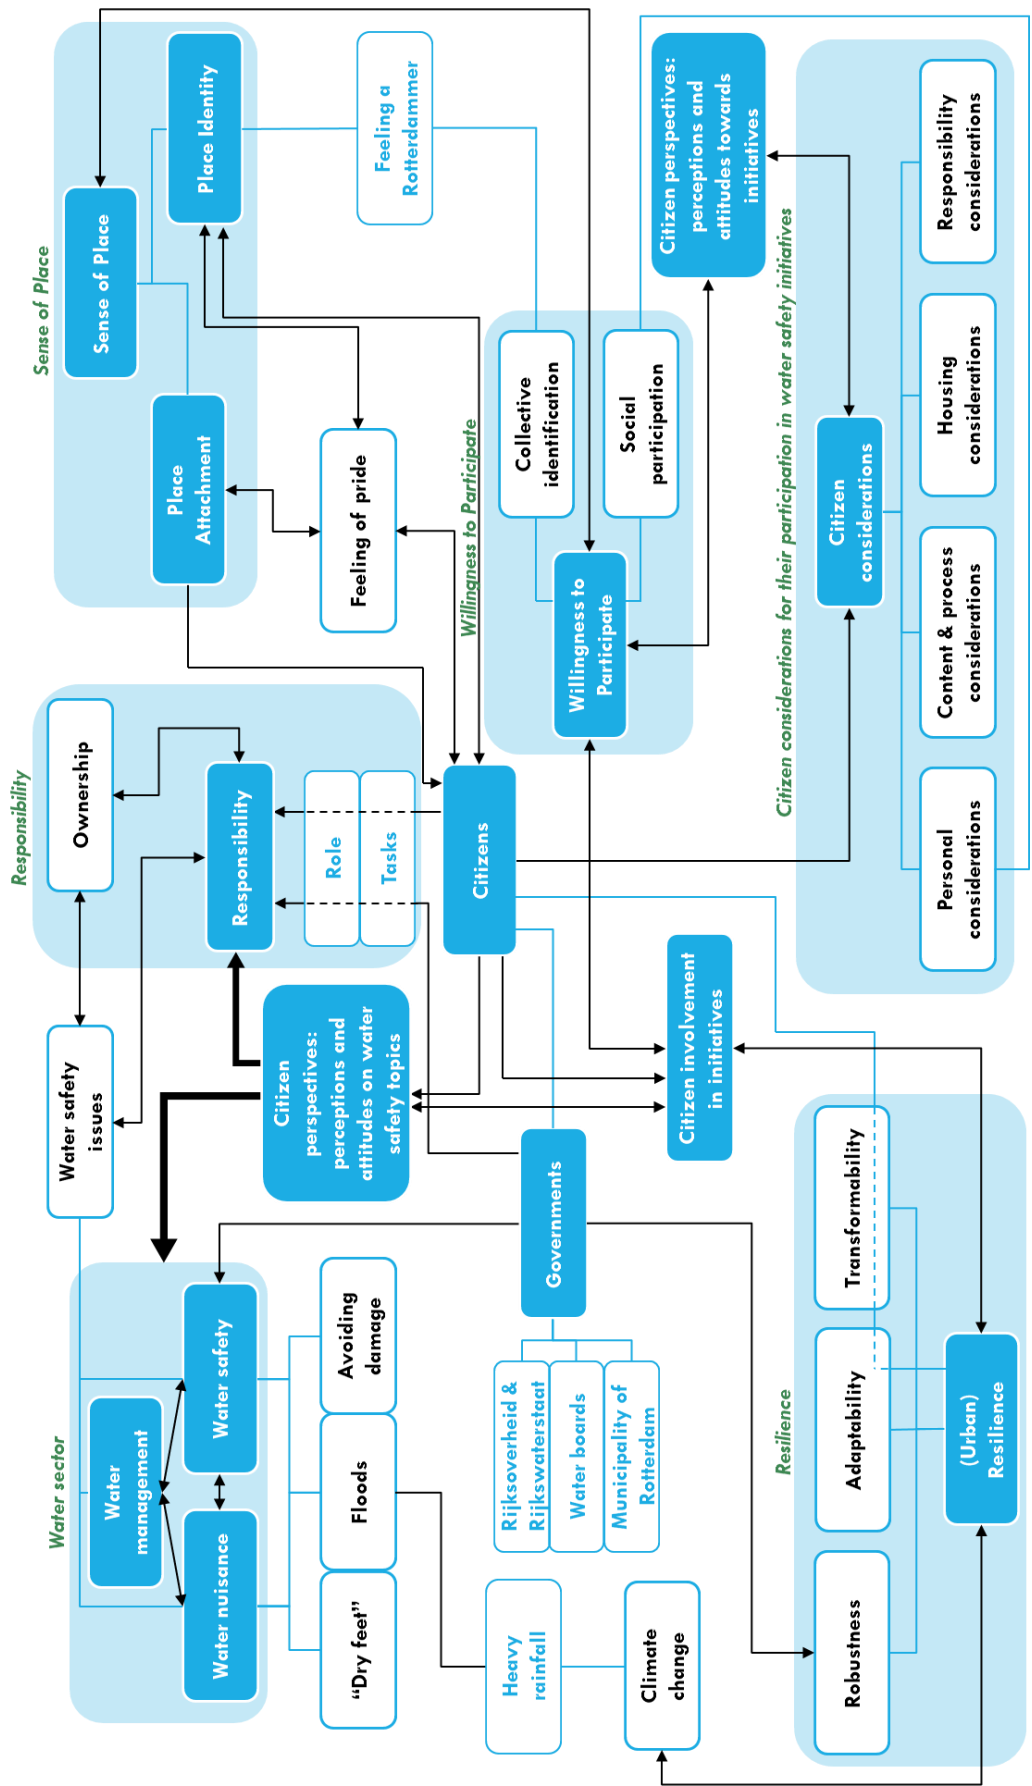 Water sector
Water
management
Water nuisance
Water safety
“Dry feet”
Floods
Avoiding
damage
Heavy
rainfall
Climate
change
Water safety
issues
Responsibility
Ownership
Responsibility
Role
Tasks
Citizen
perspectives:
perceptions and
attitudes on water
safety topics
Sense of Place
Sense of Place
Place
Attachment
Place Identity
Feeling of pride
Feeling a
Rotterdammer
Governments
Rijksoverheid &
Rijkswaterstaat
Water boards
Municipality of
Rotterdam
Citizens
Willingness to Participate
Collective
identification
Willingness to
Participate
Social
participation
Citizen involvement
in initiatives
Citizen perspectives:
perceptions and
attitudes towards
initiatives
Resilience
Robustness
Adaptability
Transformability
(Urban)
Resilience
Citizen considerations for their participation in water safety initiatives
Citizen
considerations
Personal
considerations
Content & process
considerations
Housing
considerations
Responsibility
considerations